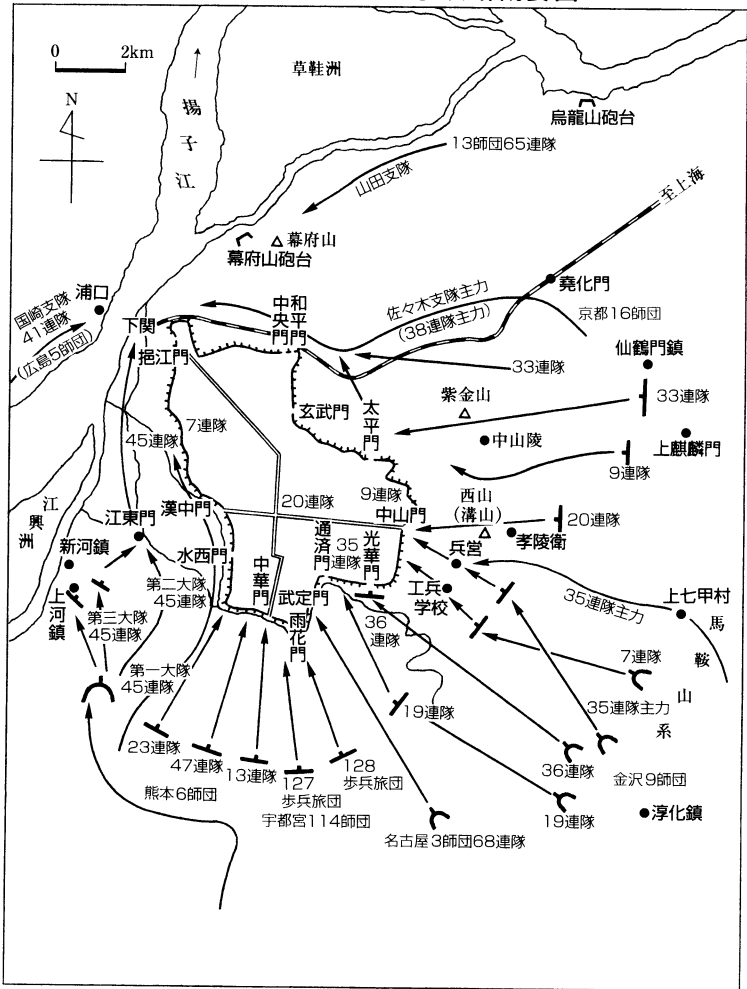 0 2km
N
草鞋洲
↑揚子江
烏龍山砲台
13師団65連隊
山田支隊
至上海
△幕府山
幕府山砲台
浦口
国崎支隊
41連隊
(広島5師団)
下関
挹江門
中央門
和平門
佐々木支隊主力
(38連隊主力)
堯化門
京都16師団
仙鶴門鎮
33連隊
紫金山
33連隊
玄武門
太平門
中山陵
上麒麟門
7連隊
45連隊
9連隊
9連隊
江興洲
江東門
漢中門
20連隊
中山門
西山
(溝山)
20連隊
孝陵衛
新河鎮
水西門
中華門
通済門
35
連隊
光華門
兵営
上河鎮
第二大隊
45連隊
第三大隊
45連隊
武定門
雨花門
36
連隊
工兵
学校
35連隊主力
上七甲村
馬鞍山系
第一大隊
45連隊
7連隊
19連隊
35連隊主力
23連隊
47連隊
13連隊
127
歩兵旅団
128
歩兵旅団
36連隊
金沢9師団
熊本6師団
宇都宮114師団
19連隊
淳化鎮
名古屋3師団68連隊